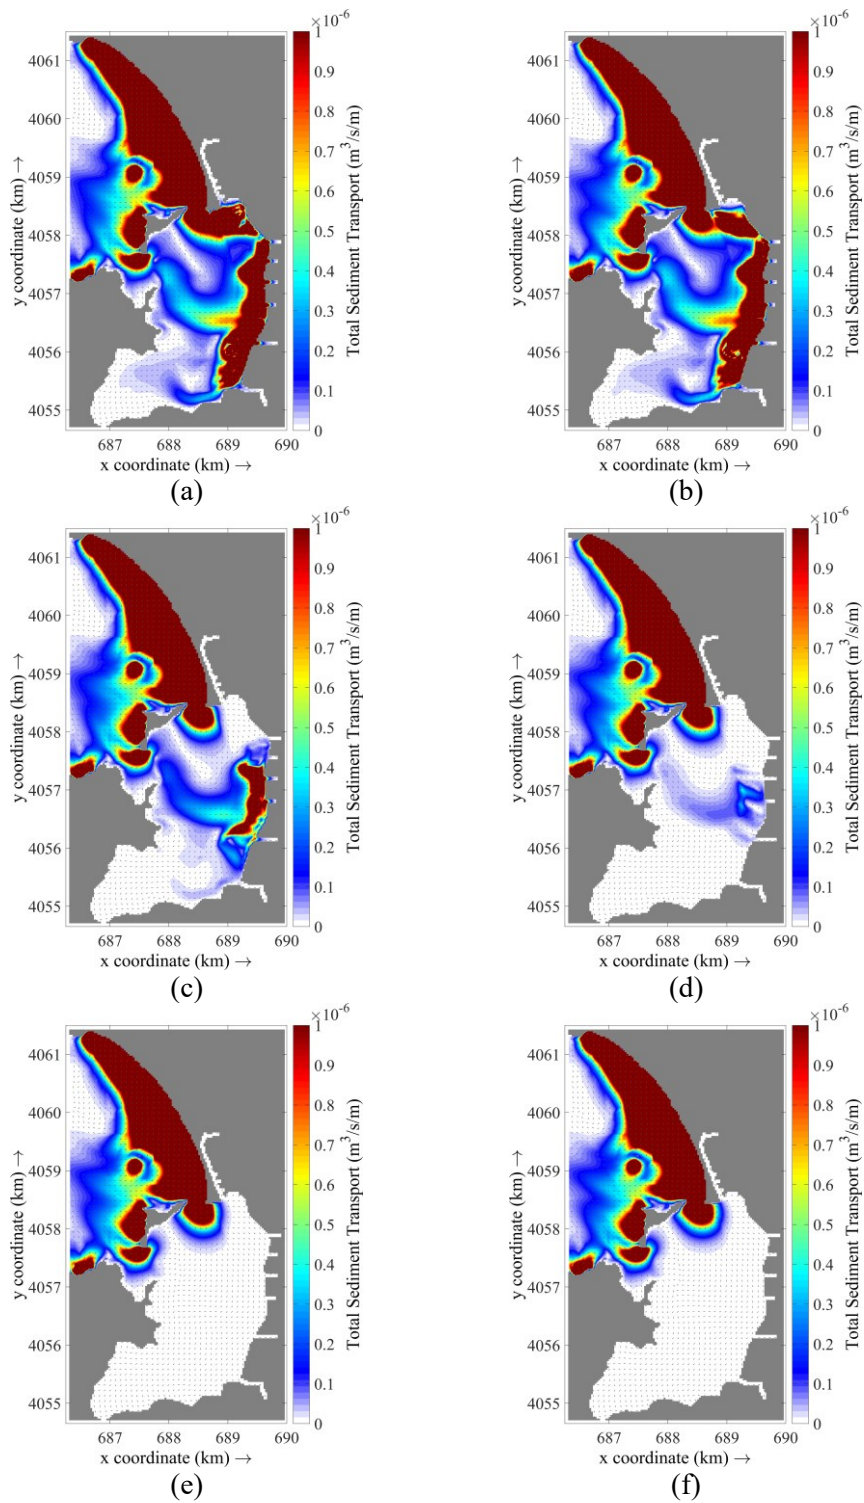 ×10⁻⁶ ×10⁻⁶
1 1
4061 0.9 4061 0.9
0.8 0.8
4060 4060
0.7 0.7
4059 0.6 4059 0.6
y coordinate (km) → 0.5 Total Sediment Transport (m³/s/m) y coordinate (km) → 0.5 Total Sediment Transport (m³/s/m)
4058 4058
0.4 0.4
4057 0.3 4057 0.3
4056 0.2 4056 0.2
0.1 0.1
4055 4055
0 0
687 688 689 690 687 688 689 690
x coordinate (km) → x coordinate (km) →
(a) (b)
×10⁻⁶ ×10⁻⁶
1 1
4061 0.9 4061 0.9
0.8 0.8
4060 4060
0.7 0.7
4059 0.6 4059 0.6
y coordinate (km) → 0.5 Total Sediment Transport (m³/s/m) y coordinate (km) → 0.5 Total Sediment Transport (m³/s/m)
4058 4058
0.4 0.4
4057 0.3 4057 0.3
4056 0.2 4056 0.2
0.1 0.1
4055 4055
0 0
687 688 689 690 687 688 689 690
x coordinate (km) → x coordinate (km) →
(c) (d)
×10⁻⁶ ×10⁻⁶
1 1
4061 0.9 4061 0.9
0.8 0.8
4060 4060
0.7 0.7
4059 0.6 4059 0.6
y coordinate (km) → 0.5 Total Sediment Transport (m³/s/m) y coordinate (km) → 0.5 Total Sediment Transport (m³/s/m)
4058 4058
0.4 0.4
4057 0.3 4057 0.3
4056 0.2 4056 0.2
0.1 0.1
4055 4055
0 0
687 688 689 690 687 688 689 690
x coordinate (km) → x coordinate (km) →
(e) (f)